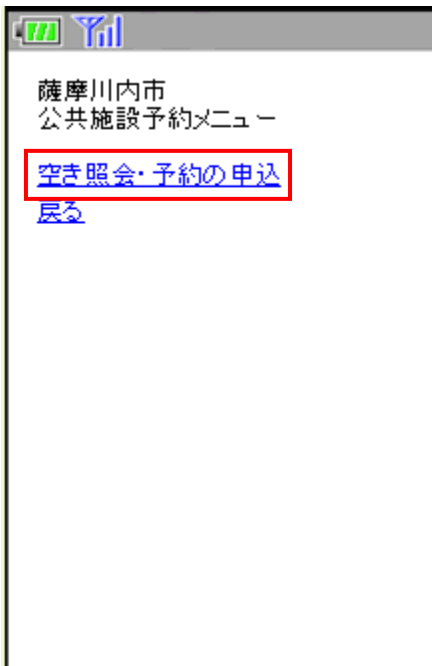 薩摩川内市
公共施設予約メニュー
空き照会・予約の申込
戻る